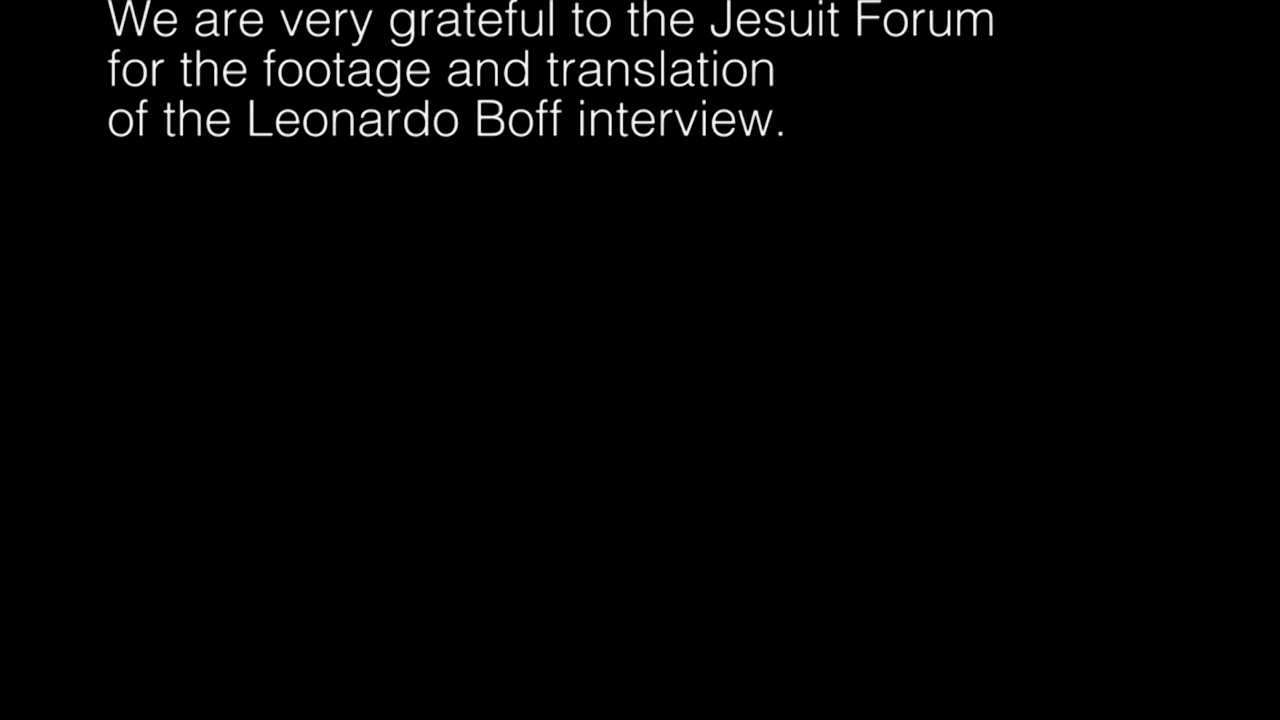 We are very grateful to the Jesuit Forum
for the footage and translation
of the Leonardo Boff interview.